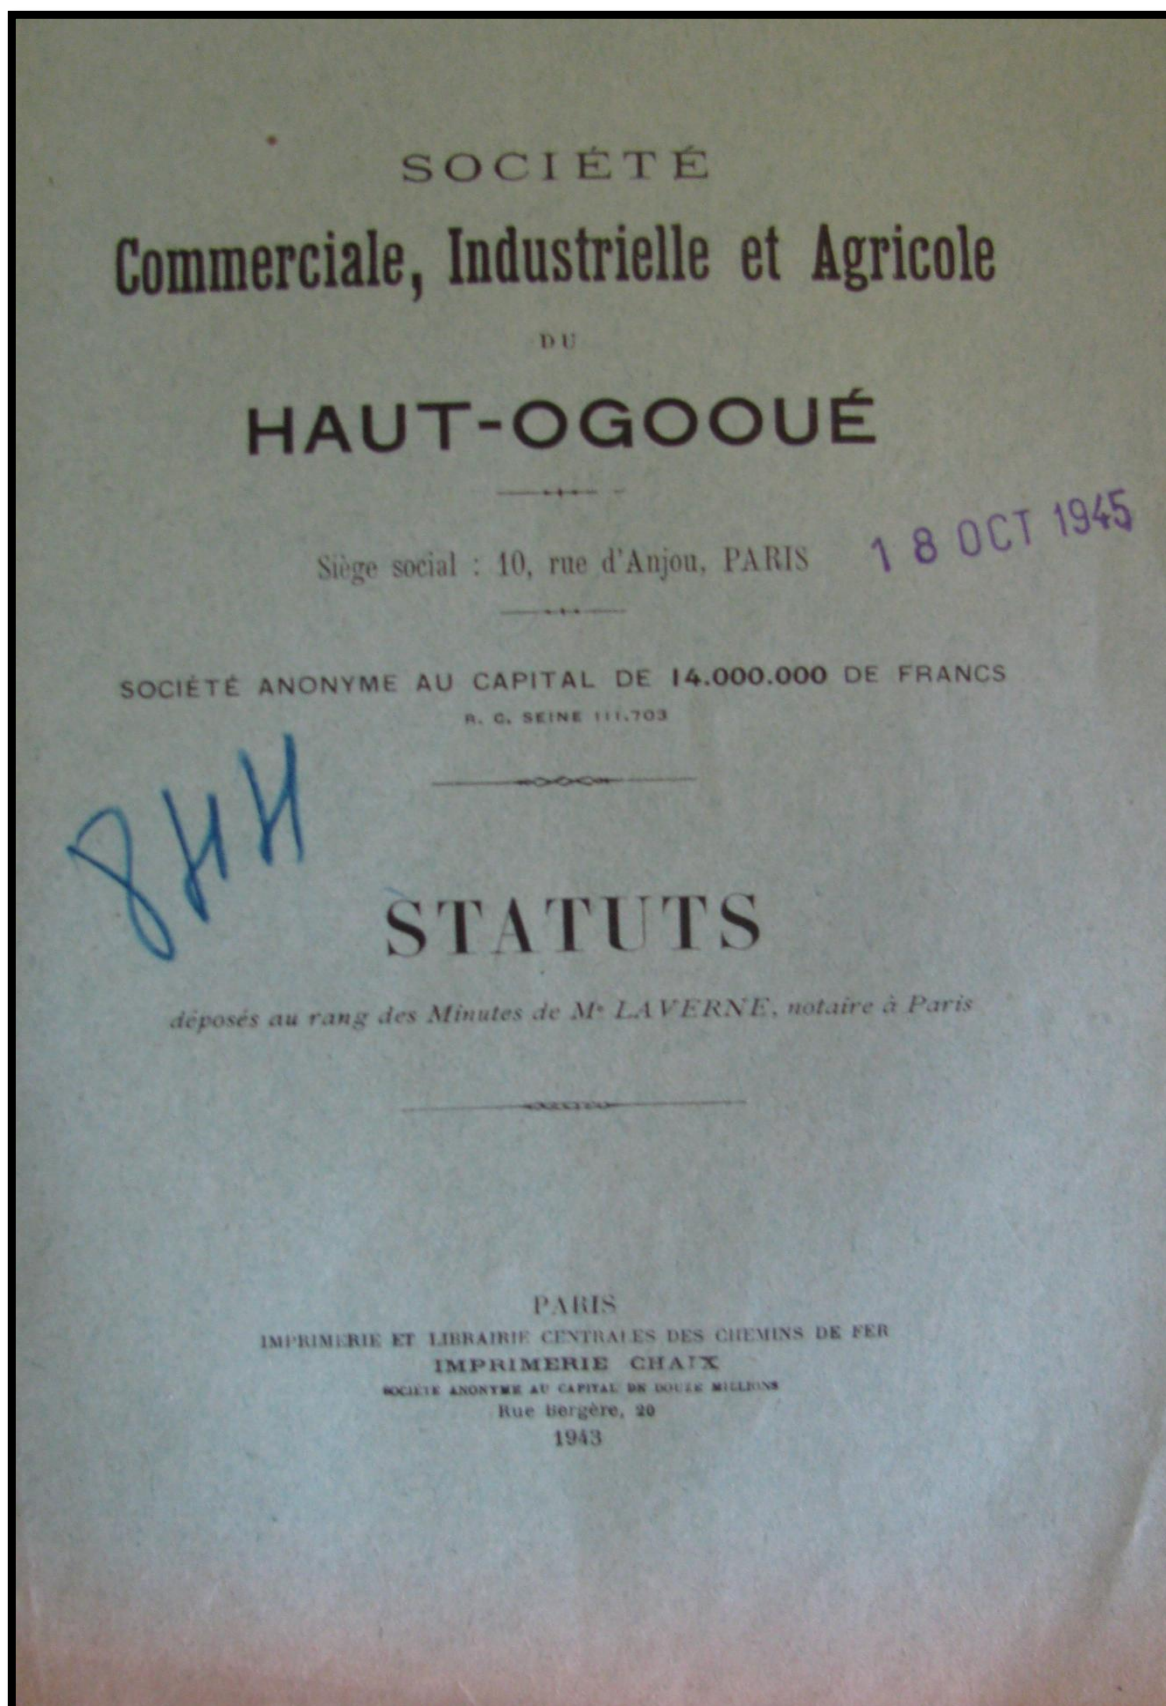 SOCIÉTÉ
Commerciale, Industrielle et Agricole
DU
HAUT-OGOOUÉ
Siège social : 10, rue d'Anjou, PARIS
18 OCT 1945
SOCIÉTÉ ANONYME AU CAPITAL DE 14.000.000 DE FRANCS
R. C. SEINE 111.703
8HH
STATUTS
déposés au rang des Minutes de Me LAVERNE, notaire à Paris
PARIS
IMPRIMERIE ET LIBRAIRIE CENTRALES DES CHEMINS DE FER
IMPRIMERIE CHAIX
SOCIÉTÉ ANONYME AU CAPITAL DE DOUZE MILLIONS
Rue Bergère, 20
1943